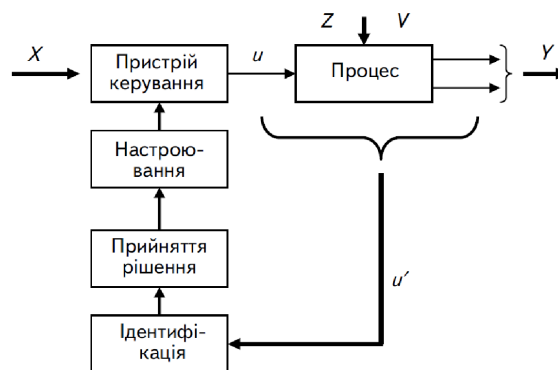 Z V
X
Пристрій
керування
u
Процес
Y
Настрою-
вання
Прийняття
рішення
u′
Ідентифі-
кація